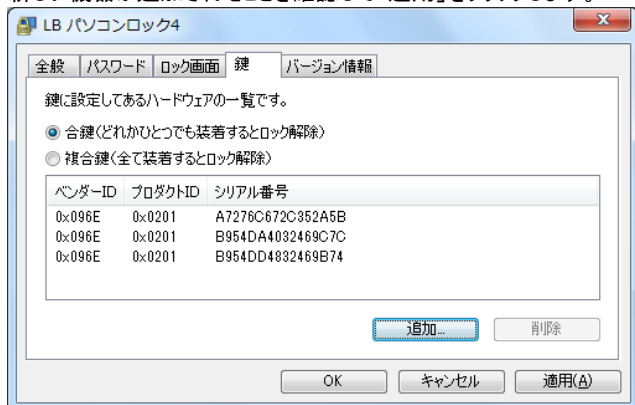 LB パソコンロック4
全般 パスワード ロック画面 鍵 バージョン情報
鍵に設定してあるハードウェアの一覧です。
合鍵(どれかひとつでも装着するとロック解除)
複合鍵(全て装着するとロック解除)
ベンダーID プロダクトID シリアル番号
0x096E 0x0201 A7276C672C352A5B
0x096E 0x0201 B954DA4032469C7C
0x096E 0x0201 B954DD4832469B74
追加... 削除
OK キャンセル 適用(A)